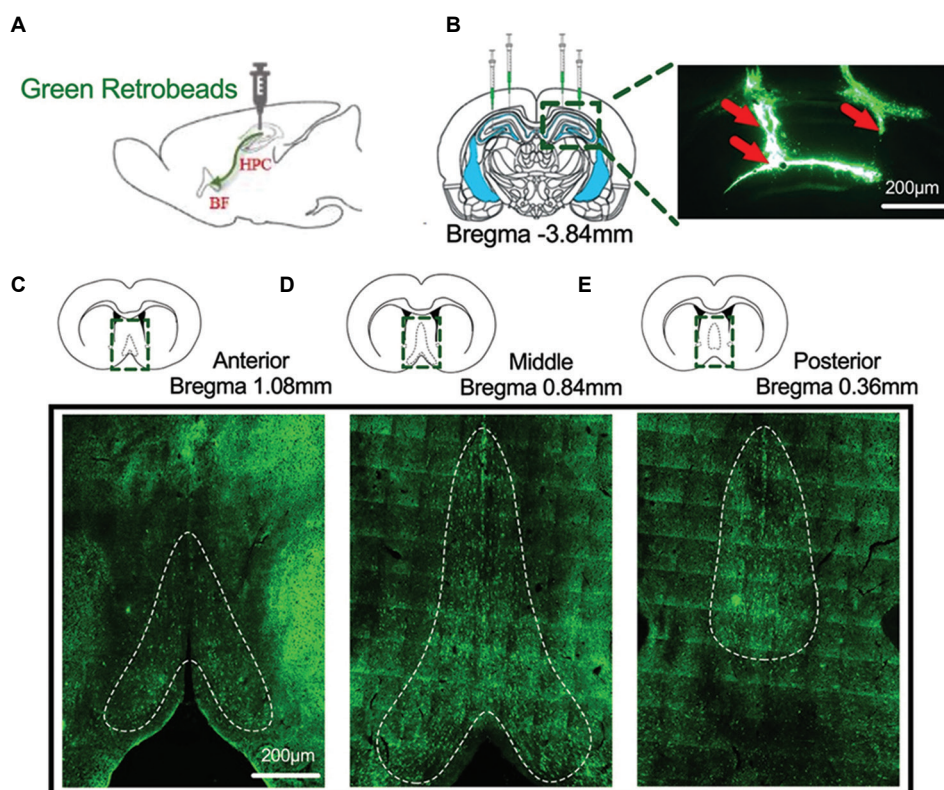 A
Green Retrobeads
HPC
BF
B
Bregma -3.84mm
200μm
C
Anterior
Bregma 1.08mm
D
Middle
Bregma 0.84mm
E
Posterior
Bregma 0.36mm
200μm